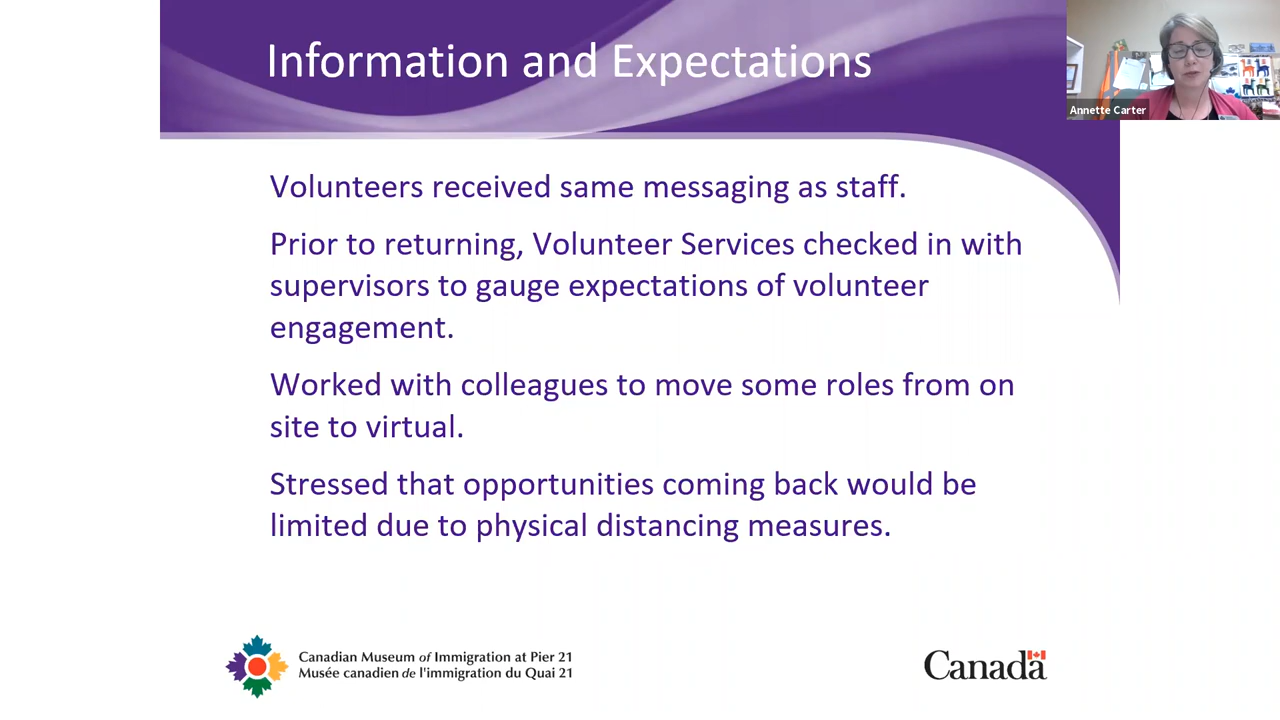 Information and Expectations
Annette Carter
Volunteers received same messaging as staff.
Prior to returning, Volunteer Services checked in with
supervisors to gauge expectations of volunteer
engagement.
Worked with colleagues to move some roles from on
site to virtual.
Stressed that opportunities coming back would be
limited due to physical distancing measures.
Canadian Museum of Immigration at Pier 21
Musée canadien de l'immigration du Quai 21
Canada